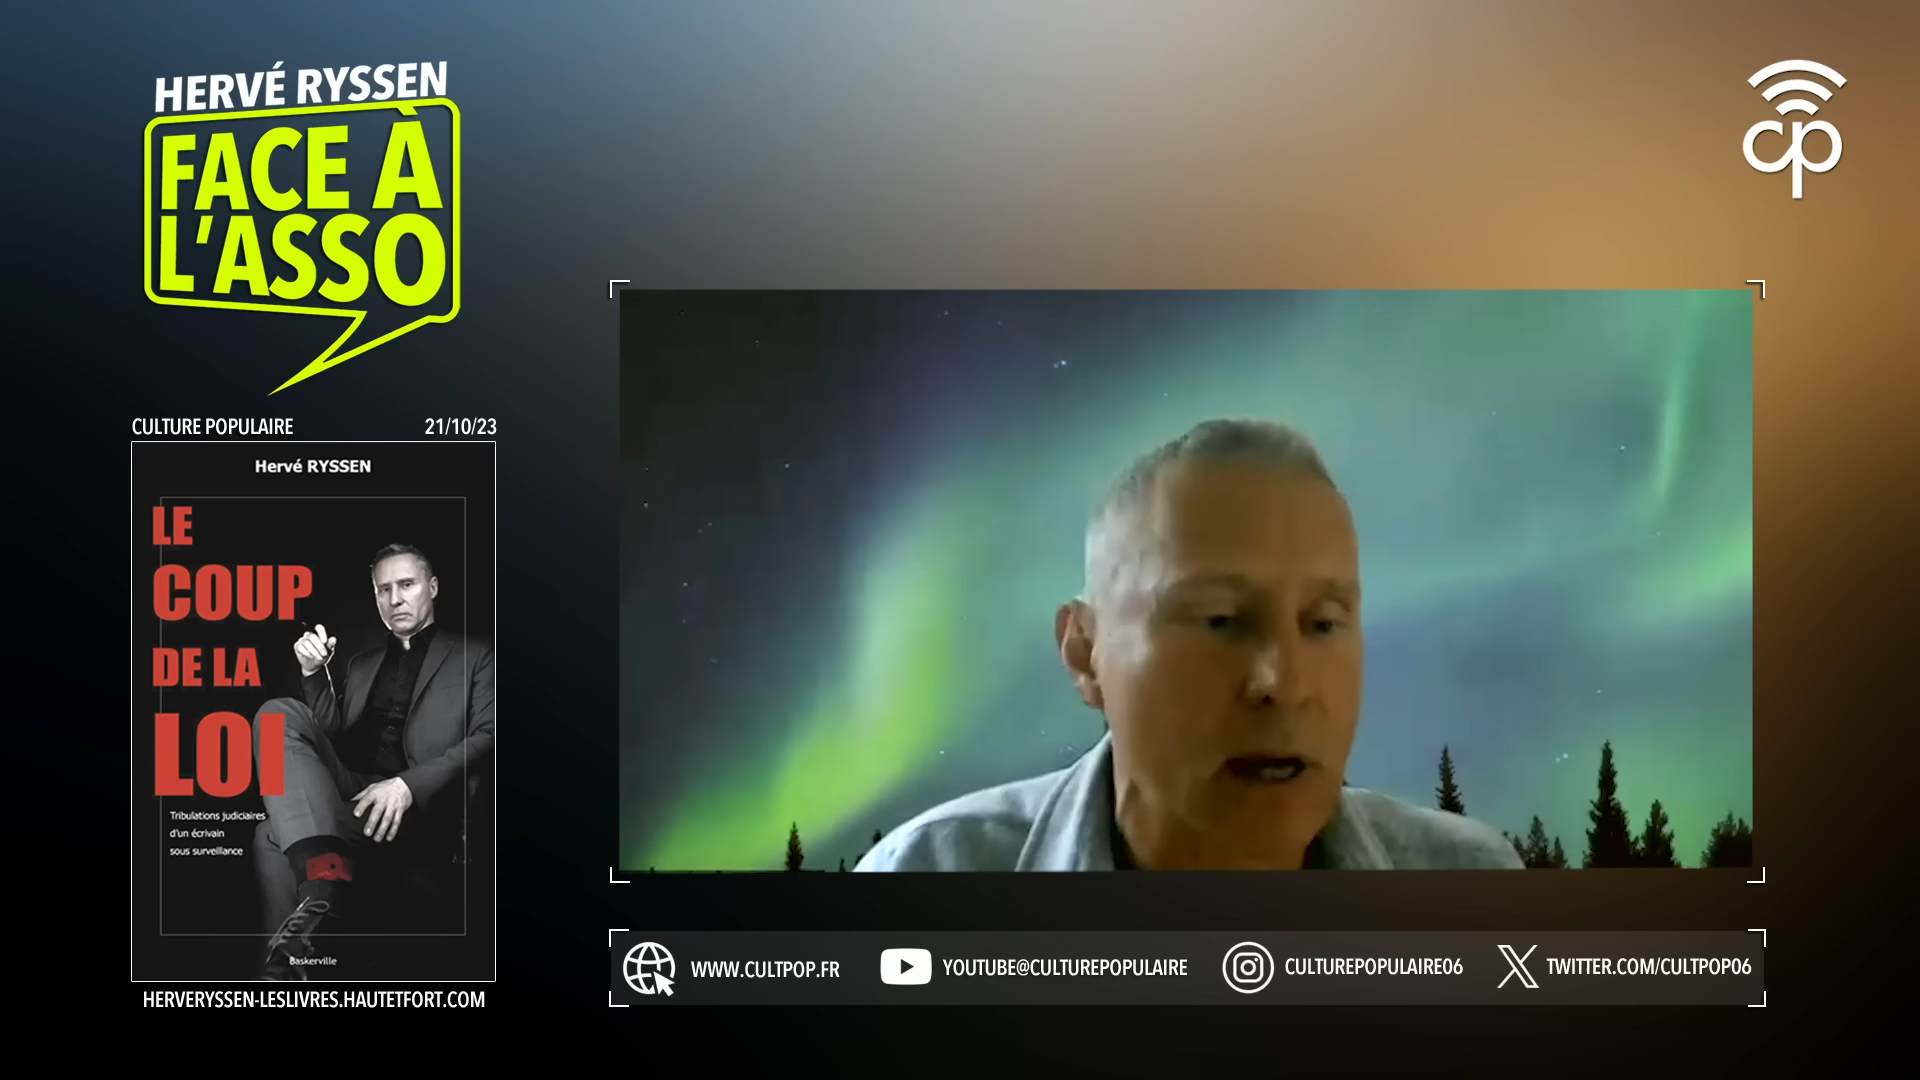 HERVÉ RYSSEN
FACE À
L'ASSO
cp
CULTURE POPULAIRE 21/10/23
Hervé RYSSEN
LE
COUP
DE LA
LOI
Tribulations judiciaires
d'un écrivain
sous surveillance
Baskerville
HERVERYSSEN-LESLIVRES.HAUTETFORT.COM
WWW.CULTPOP.FR YOUTUBE@CULTUREPOPULAIRE CULTUREPOPULAIRE06 TWITTER.COM/CULTPOP06